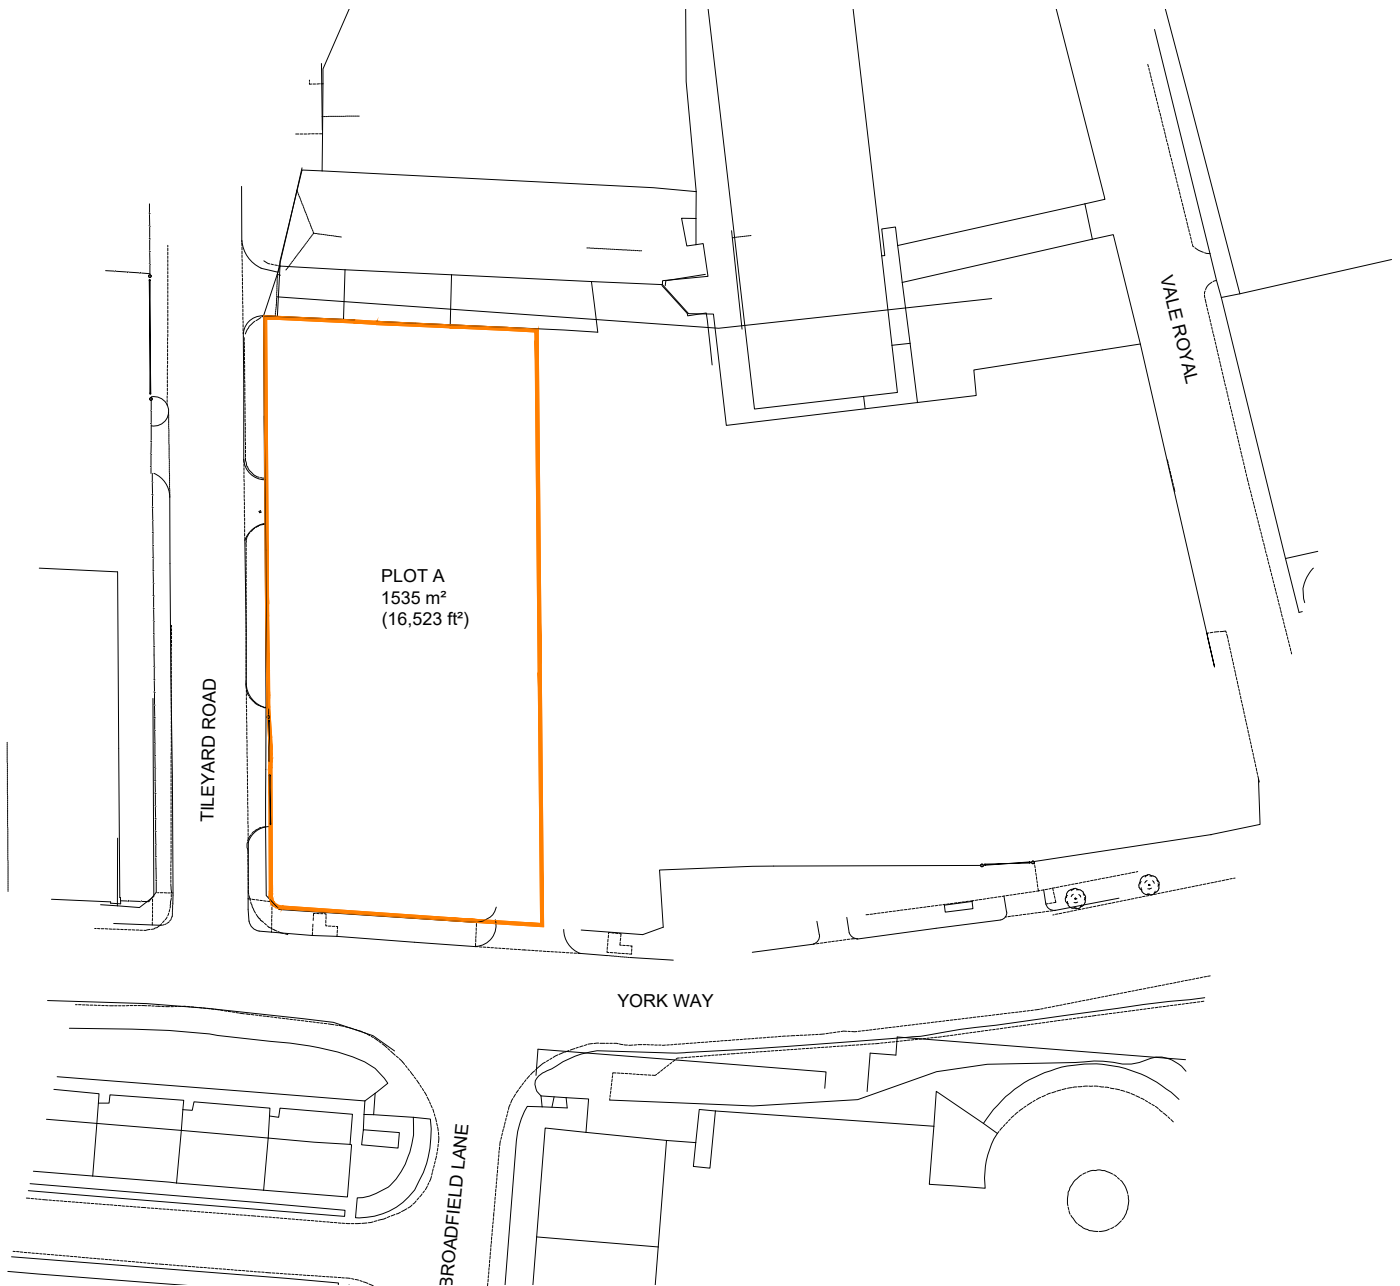 VALE ROYAL
PLOT A
1535 m²
(16,523 ft²)
TILEYARD ROAD
YORK WAY
BROADFIELD LANE